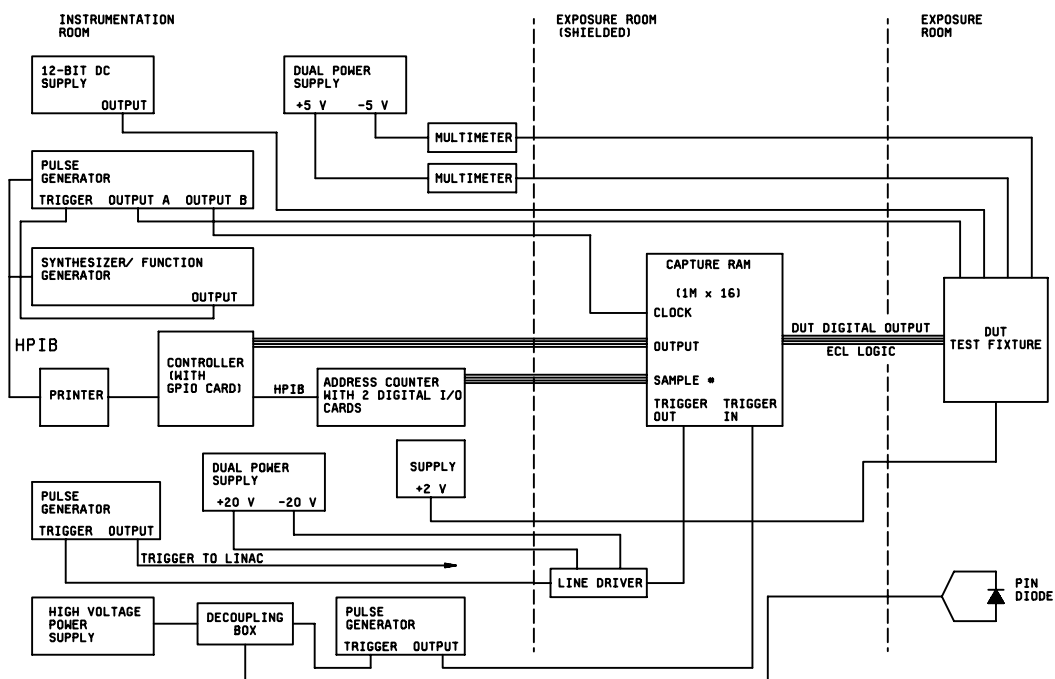 INSTRUMENTATION
ROOM
EXPOSURE ROOM
(SHIELDED)
EXPOSURE
ROOM
12-BIT DC
SUPPLY
OUTPUT
DUAL POWER
SUPPLY
+5 V -5 V
MULTIMETER
MULTIMETER
PULSE
GENERATOR
TRIGGER OUTPUT A OUTPUT B
SYNTHESIZER/ FUNCTION
GENERATOR
OUTPUT
CAPTURE RAM
(1M x 16)
CLOCK
OUTPUT
SAMPLE #
TRIGGER
OUT
TRIGGER
IN
DUT DIGITAL OUTPUT
ECL LOGIC
DUT
TEST FIXTURE
HPIB
PRINTER
CONTROLLER
(WITH
GPIO CARD)
HPIB
ADDRESS COUNTER
WITH 2 DIGITAL I/O
CARDS
DUAL POWER
SUPPLY
+20 V -20 V
SUPPLY
+2 V
PULSE
GENERATOR
TRIGGER OUTPUT
TRIGGER TO LINAC
LINE DRIVER
PIN
DIODE
HIGH VOLTAGE
POWER
SUPPLY
DECOUPLING
BOX
PULSE
GENERATOR
TRIGGER OUTPUT